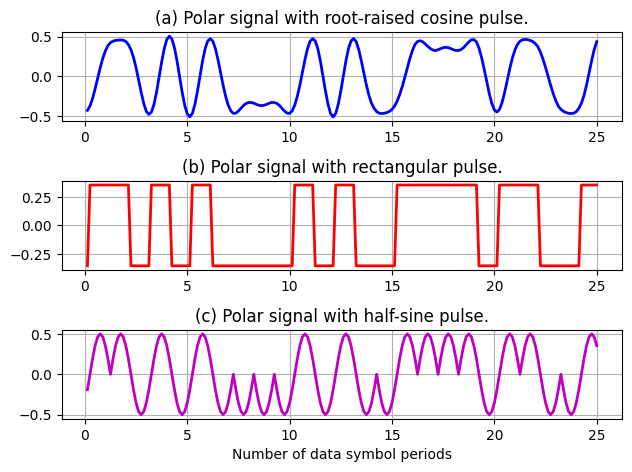 (a) Polar signal with root-raised cosine pulse.
0.5
0.0
−0.5
0 5 10 15 20 25
(b) Polar signal with rectangular pulse.
0.25
0.00
−0.25
0 5 10 15 20 25
(c) Polar signal with half-sine pulse.
0.5
0.0
−0.5
0 5 10 15 20 25
Number of data symbol periods